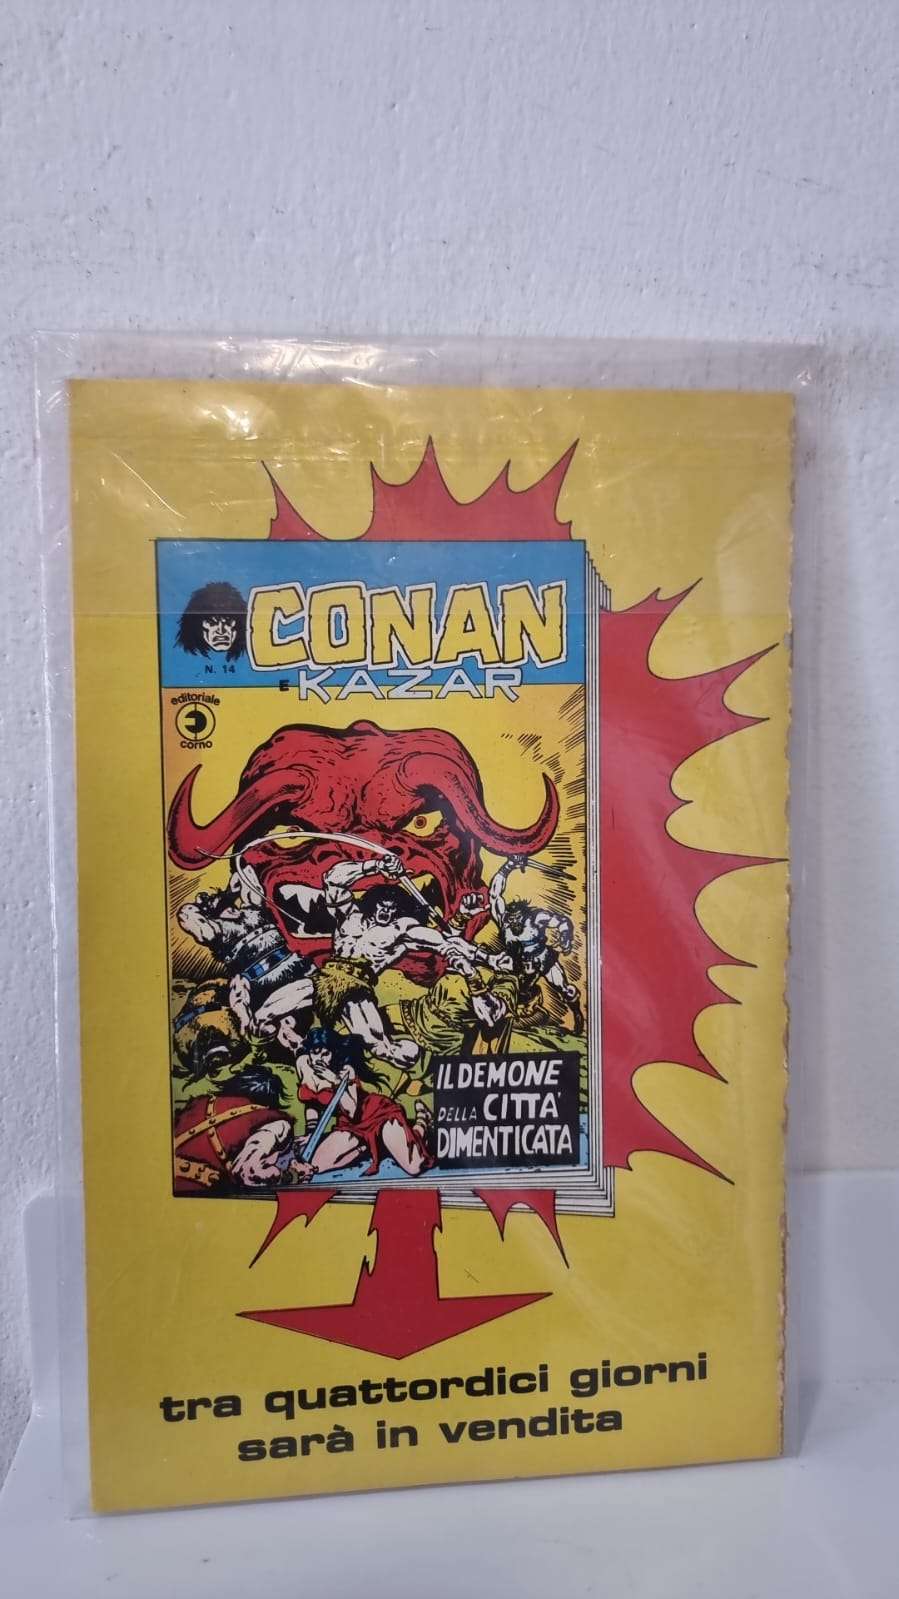 CONAN
N. 14
E KAZAR
editoriale
corno
IL DEMONE
DELLA CITTA'
DIMENTICATA
tra quattordici giorni
sarà in vendita